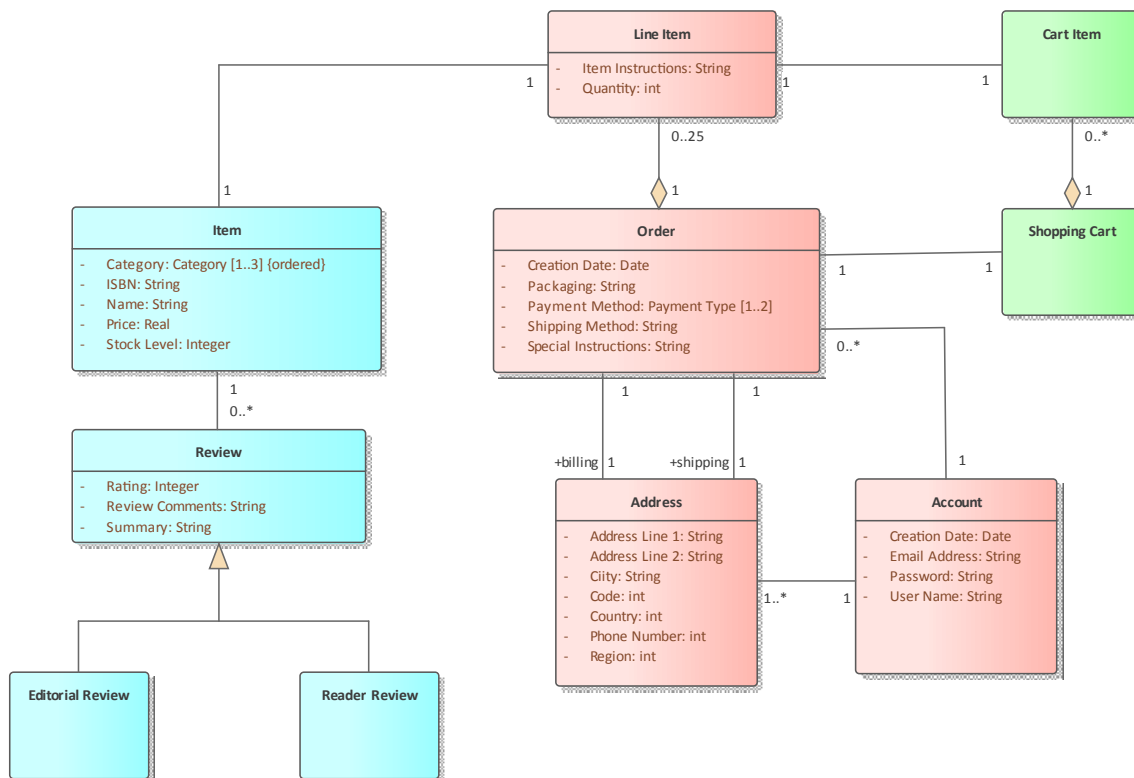 Line Item
- Item Instructions: String
- Quantity: int
Cart Item
1
1
1
0..25
0..*
1
1
1
Item
- Category: Category [1..3] {ordered}
- ISBN: String
- Name: String
- Price: Real
- Stock Level: Integer
Order
- Creation Date: Date
- Packaging: String
- Payment Method: Payment Type [1..2]
- Shipping Method: String
- Special Instructions: String
Shopping Cart
1
1
0..*
1
0..*
1
1
Review
- Rating: Integer
- Review Comments: String
- Summary: String
+billing 1
+shipping 1
1
Address
- Address Line 1: String
- Address Line 2: String
- Ciity: String
- Code: int
- Country: int
- Phone Number: int
- Region: int
1..*
1
Account
- Creation Date: Date
- Email Address: String
- Password: String
- User Name: String
Editorial Review
Reader Review